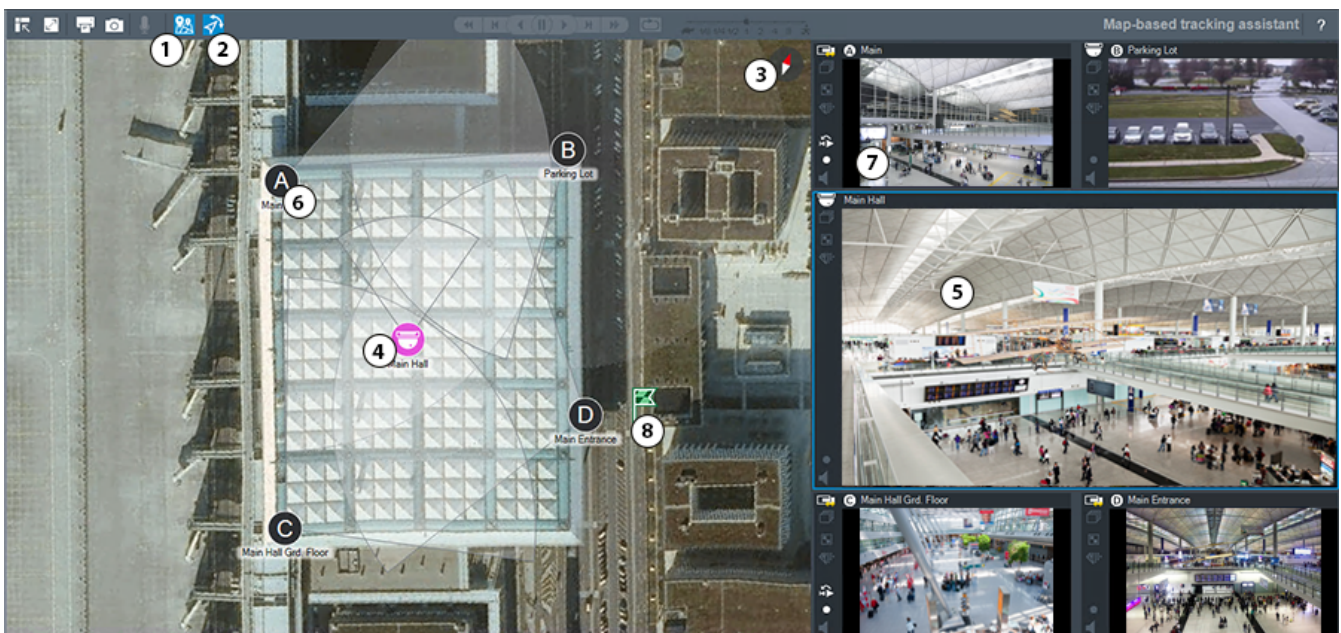 Map-based tracking assistant ?
1
2
3
A Main
B Parking Lot
7
B
Parking Lot
A
6
Main Hall
5
4
Main Hall
D
Main Entrance
8
C
Main Hall Grd. Floor
C Main Hall Grd. Floor
D Main Entrance